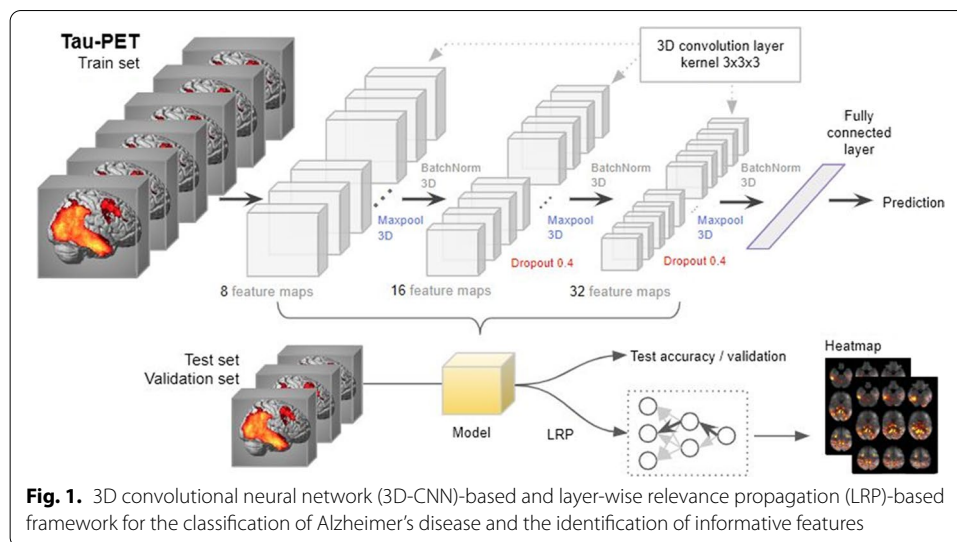 Tau-PET
Train set
3D convolution layer
kernel 3x3x3
Fully
connected
layer
BatchNorm
3D
BatchNorm
3D
BatchNorm
3D
Prediction
Maxpool
3D
Maxpool
3D
Maxpool
3D
Dropout 0.4
Dropout 0.4
8 feature maps
16 feature maps
32 feature maps
Test set
Validation set
Test accuracy / validation
Heatmap
Model
LRP
Fig. 1. 3D convolutional neural network (3D-CNN)-based and layer-wise relevance propagation (LRP)-based
framework for the classification of Alzheimer's disease and the identification of informative features